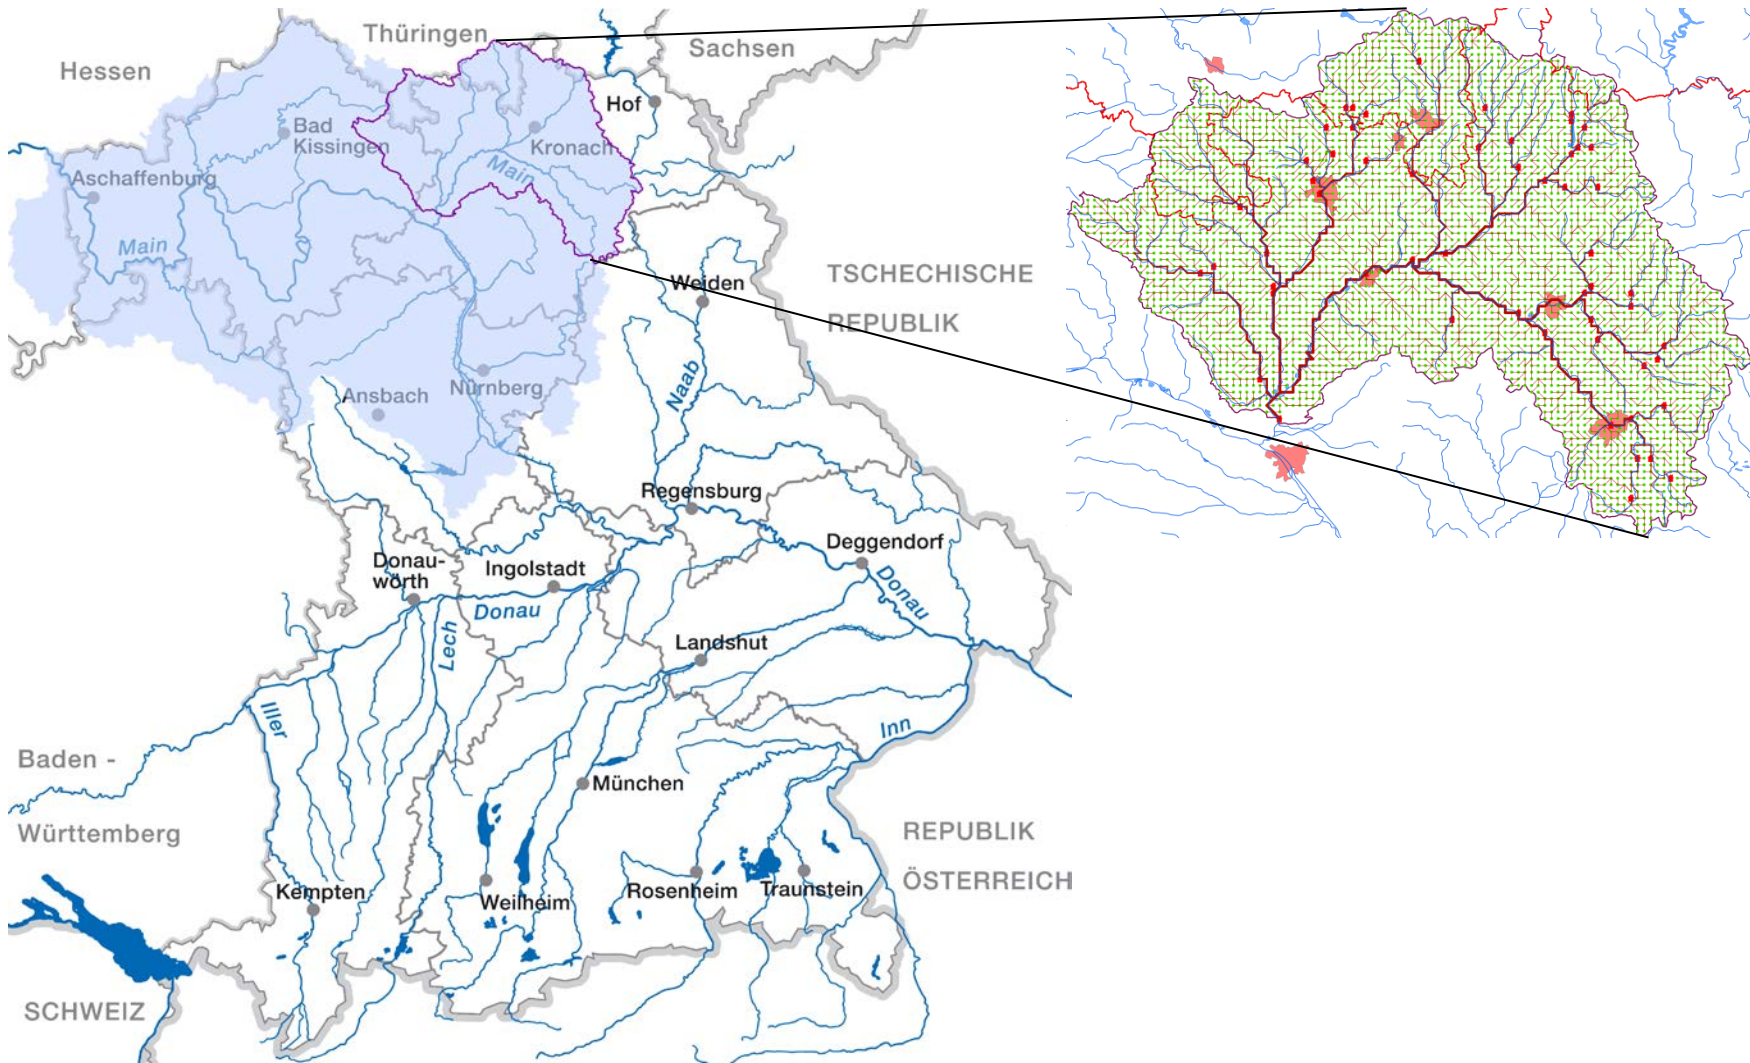 Thüringen
Sachsen
Hessen
Hof
Bad
Kissingen
Kronach
Main
Aschaffenburg
Main
TSCHECHISCHE
Weiden
REPUBLIK
Naab
Nürnberg
Ansbach
Regensburg
Deggendorf
Donau-
wörth
Ingolstadt
Donau
Donau
Lech
Landshut
Iller
Inn
Baden -
München
Württemberg
REPUBLIK
ÖSTERREICH
Kempten
Weilheim
Rosenheim
Traunstein
SCHWEIZ